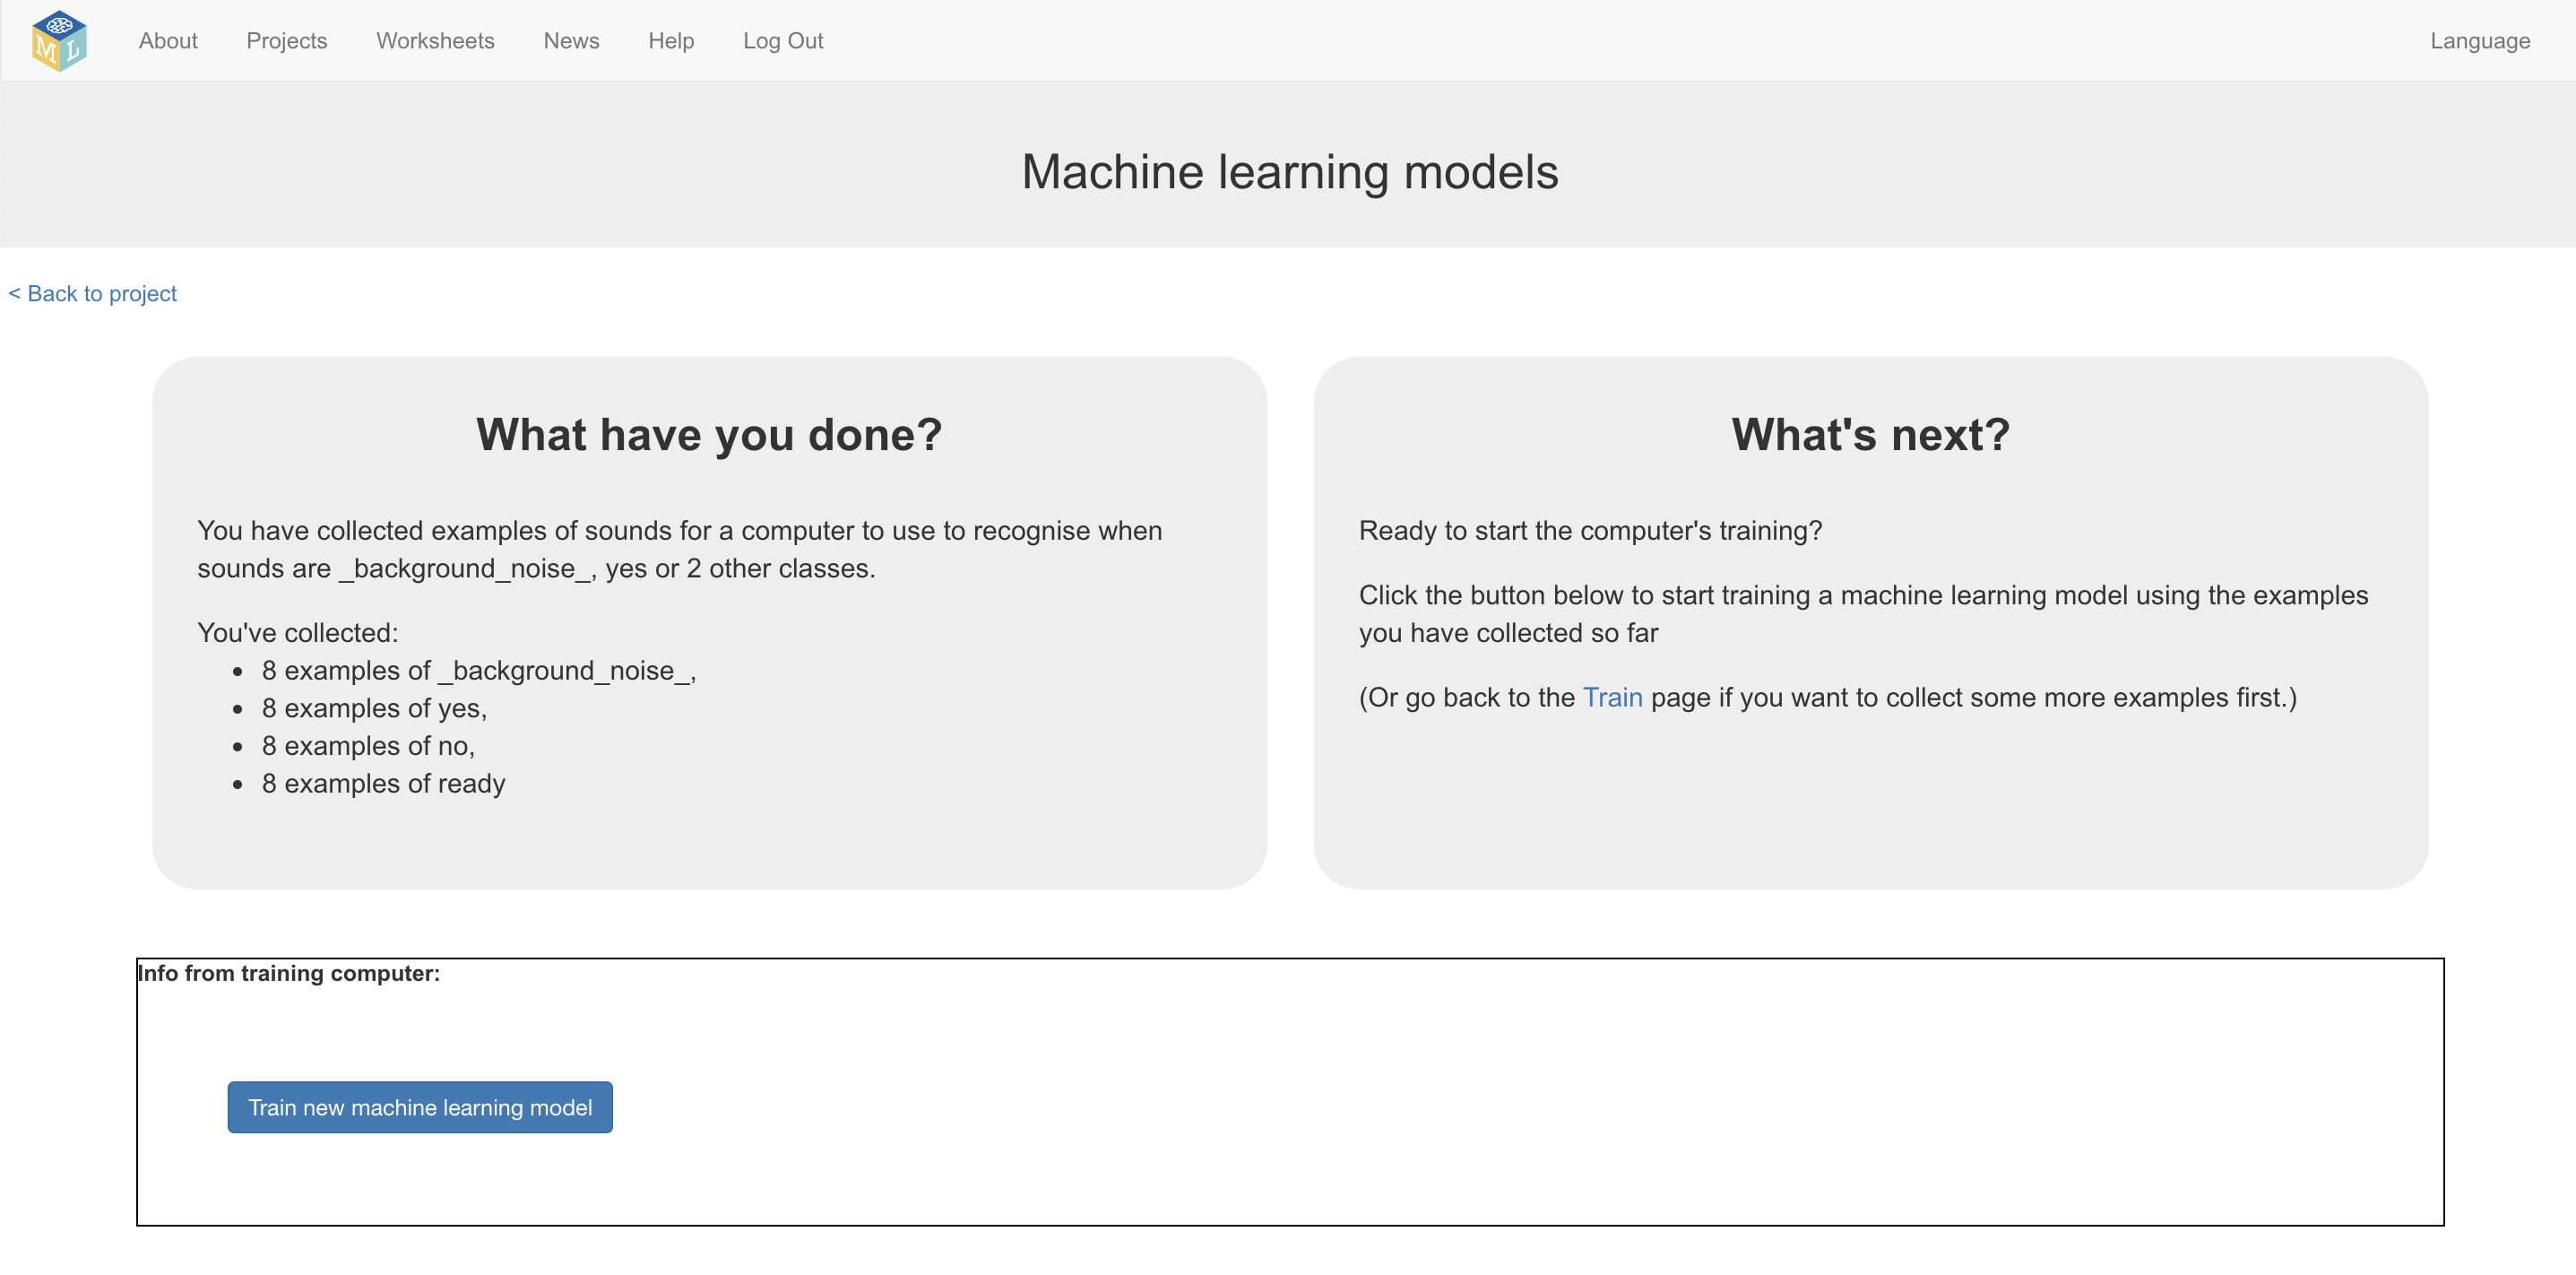 M L
About Projects Worksheets News Help Log Out Language
Machine learning models
< Back to project
What have you done?
You have collected examples of sounds for a computer to use to recognise when
sounds are _background_noise_, yes or 2 other classes.
You've collected:
• 8 examples of _background_noise_,
• 8 examples of yes,
• 8 examples of no,
• 8 examples of ready
What's next?
Ready to start the computer's training?
Click the button below to start training a machine learning model using the examples
you have collected so far
(Or go back to the Train page if you want to collect some more examples first.)
Info from training computer:
Train new machine learning model